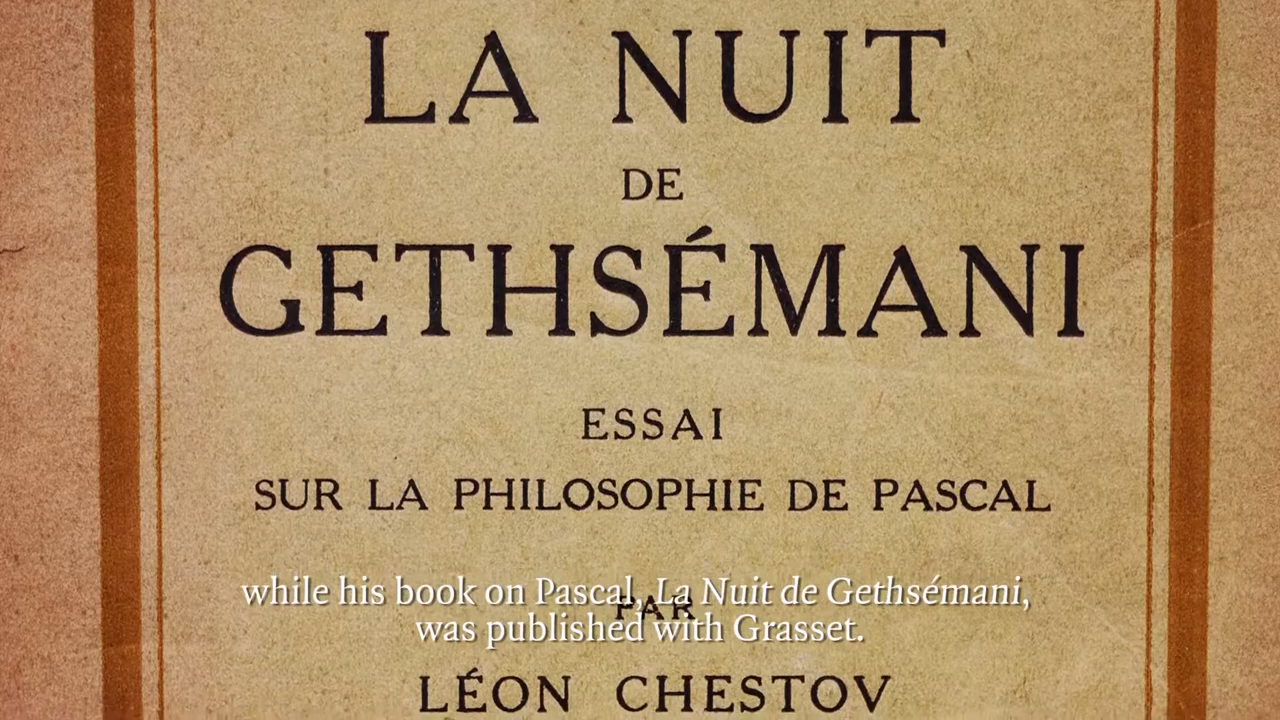 LA NUIT
DE
GETHSÉMANI
ESSAI
SUR LA PHILOSOPHIE DE PASCAL
while his book on Pascal, La Nuit de Gethsémani,
PAR
was published with Grasset.
LÉON CHESTOV